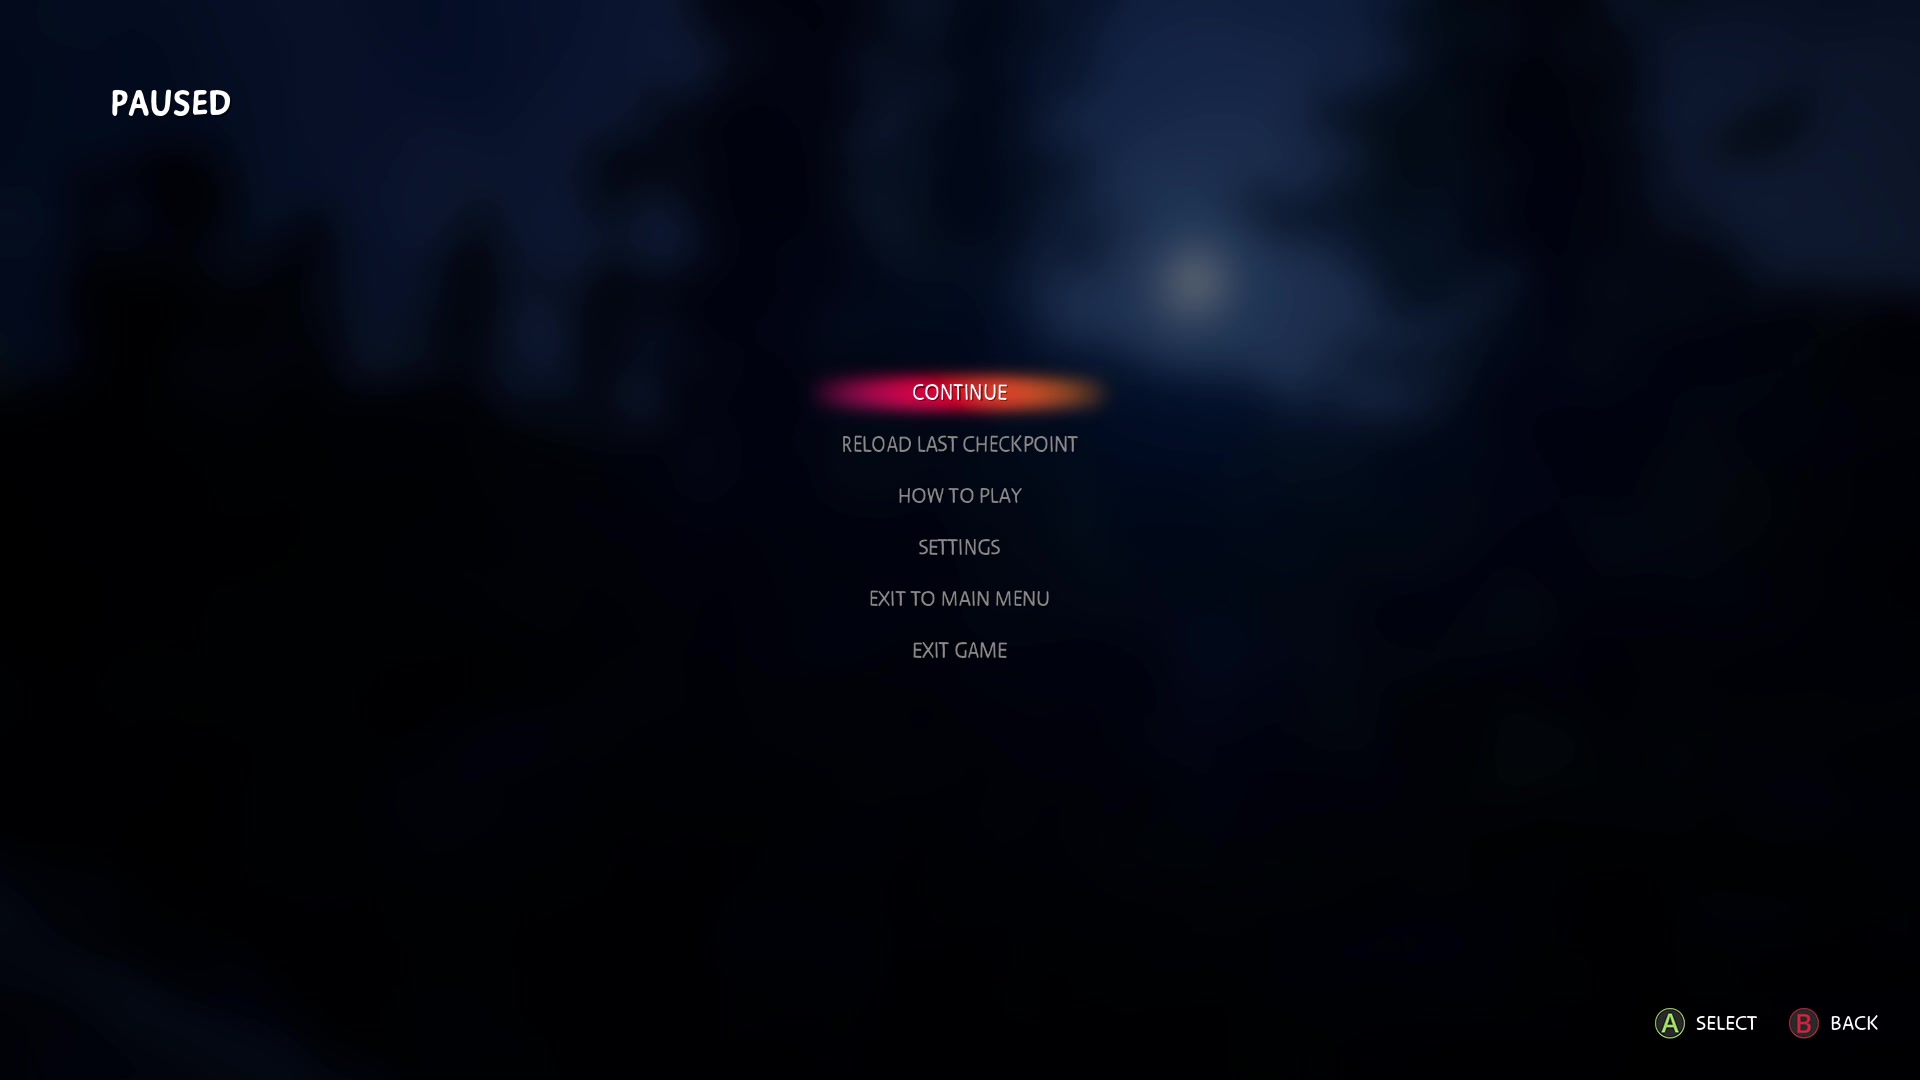 PAUSED
CONTINUE
RELOAD LAST CHECKPOINT
HOW TO PLAY
SETTINGS
EXIT TO MAIN MENU
EXIT GAME
A SELECT B BACK